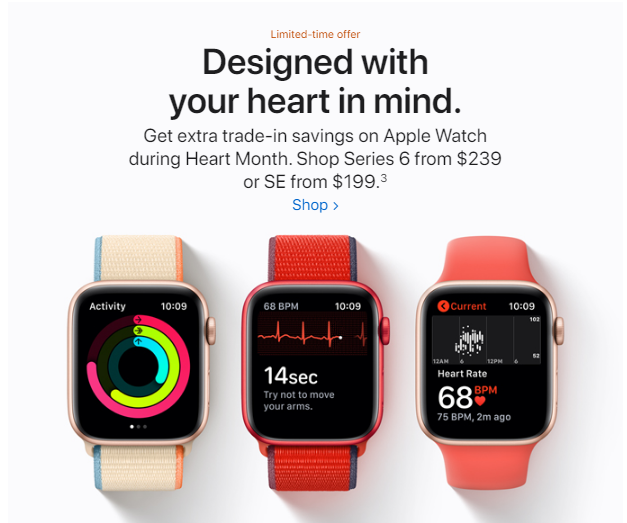 Limited-time offer
Designed with
your heart in mind.
Get extra trade-in savings on Apple Watch
during Heart Month. Shop Series 6 from $239
or SE from $199.3
Shop >
Activity 10:09
68 BPM 10:09
14sec
Try not to move
your arms.
Current 10:09
102
52
12AM 6 12PM 6
Heart Rate
68 BPM
75 BPM, 2m ago